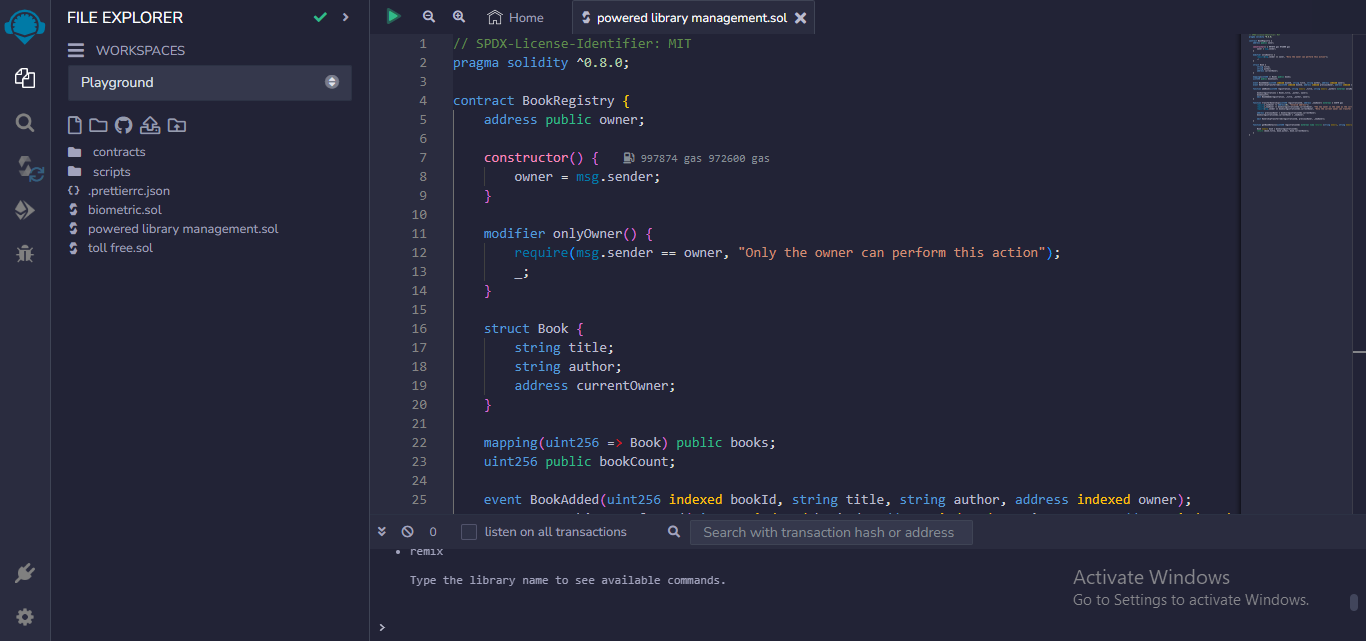 FILE EXPLORER
WORKSPACES
Playground
contracts
scripts
.prettierrc.json
biometric.sol
powered library management.sol
toll free.sol
Home
powered library management.sol
1 // SPDX-License-Identifier: MIT
2 pragma solidity ^0.8.0;
3
4 contract BookRegistry {
5 address public owner;
6
7 constructor() { 997874 gas 972600 gas
8 owner = msg.sender;
9 }
10
11 modifier onlyOwner() {
12 require(msg.sender == owner, "Only the owner can perform this action");
13 _;
14 }
15
16 struct Book {
17 string title;
18 string author;
19 address currentOwner;
20 }
21
22 mapping(uint256 => Book) public books;
23 uint256 public bookCount;
24
25 event BookAdded(uint256 indexed bookId, string title, string author, address indexed owner);
0
listen on all transactions
Search with transaction hash or address
• remix
Type the library name to see available commands.
>
Activate Windows
Go to Settings to activate Windows.